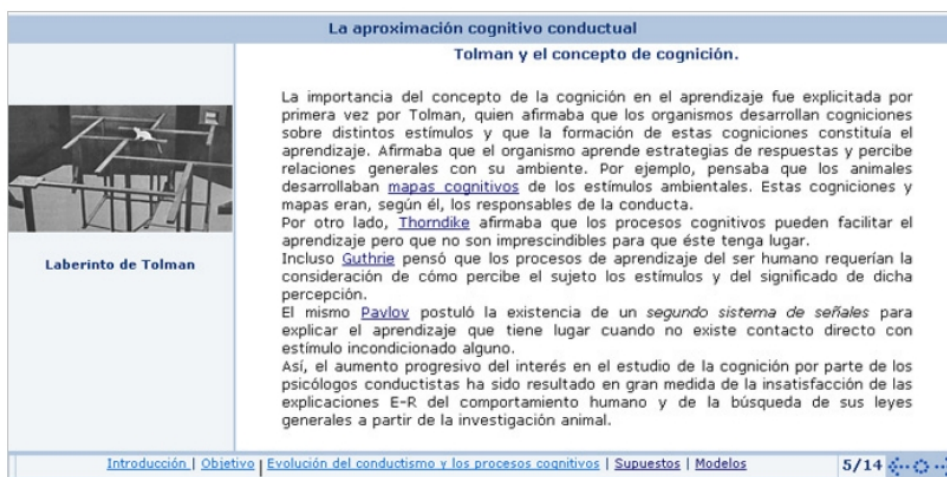 La aproximación cognitivo conductual
Tolman y el concepto de cognición.
La importancia del concepto de la cognición en el aprendizaje fue explicitada por
primera vez por Tolman, quien afirmaba que los organismos desarrollan cogniciones
sobre distintos estímulos y que la formación de estas cogniciones constituía el
aprendizaje. Afirmaba que el organismo aprende estrategias de respuestas y percibe
relaciones generales con su ambiente. Por ejemplo, pensaba que los animales
desarrollaban mapas cognitivos de los estímulos ambientales. Estas cogniciones y
mapas eran, según él, los responsables de la conducta.
Por otro lado, Thorndike afirmaba que los procesos cognitivos pueden facilitar el
aprendizaje pero que no son imprescindibles para que éste tenga lugar.
Incluso Guthrie pensó que los procesos de aprendizaje del ser humano requerían la
consideración de cómo percibe el sujeto los estímulos y del significado de dicha
percepción.
El mismo Pavlov postuló la existencia de un segundo sistema de señales para
explicar el aprendizaje que tiene lugar cuando no existe contacto directo con
estímulo incondicionado alguno.
Así, el aumento progresivo del interés en el estudio de la cognición por parte de los
psicólogos conductistas ha sido resultado en gran medida de la insatisfacción de las
explicaciones E-R del comportamiento humano y de la búsqueda de sus leyes
generales a partir de la investigación animal.
Laberinto de Tolman
Introducción | Objetivo | Evolución del conductismo y los procesos cognitivos | Supuestos | Modelos
5/14